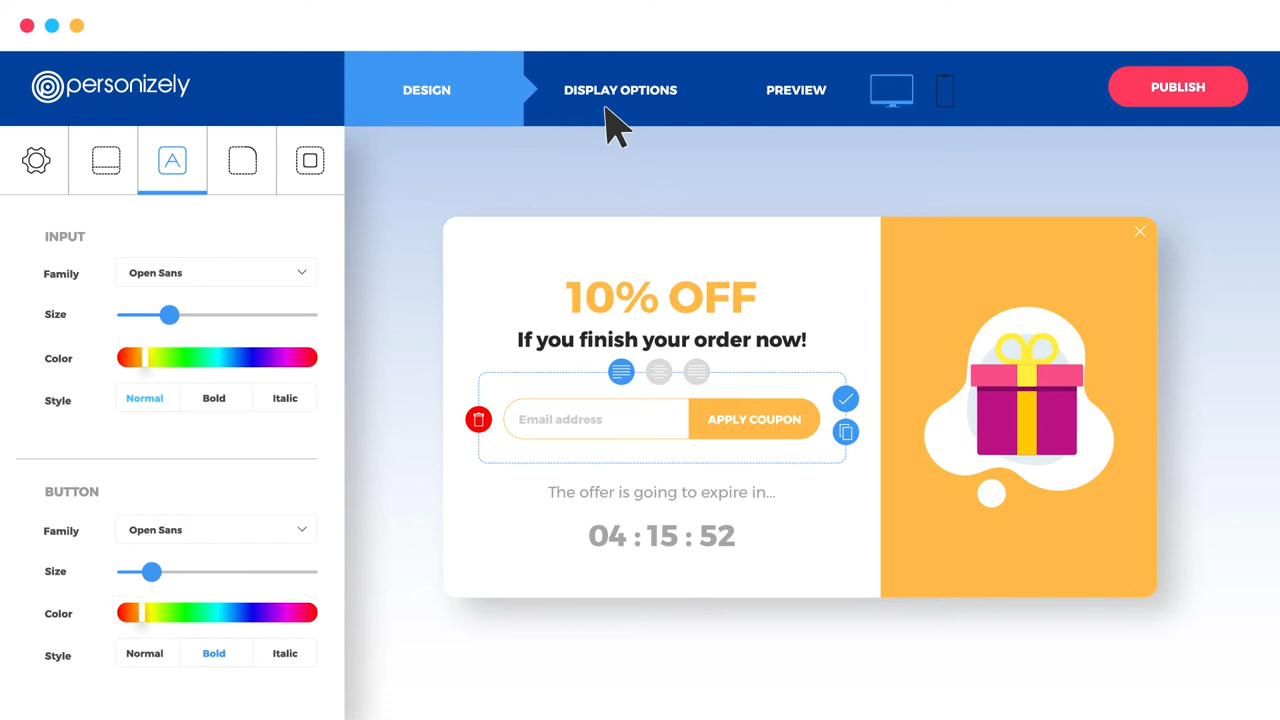 personizely
DESIGN
DISPLAY OPTIONS
PREVIEW
PUBLISH
INPUT
Family
Open Sans
Size
Color
Style
Normal
Bold
Italic
BUTTON
Family
Open Sans
Size
Color
Style
Normal
Bold
Italic
10% OFF
If you finish your order now!
Email address
APPLY COUPON
The offer is going to expire in...
04 : 15 : 52